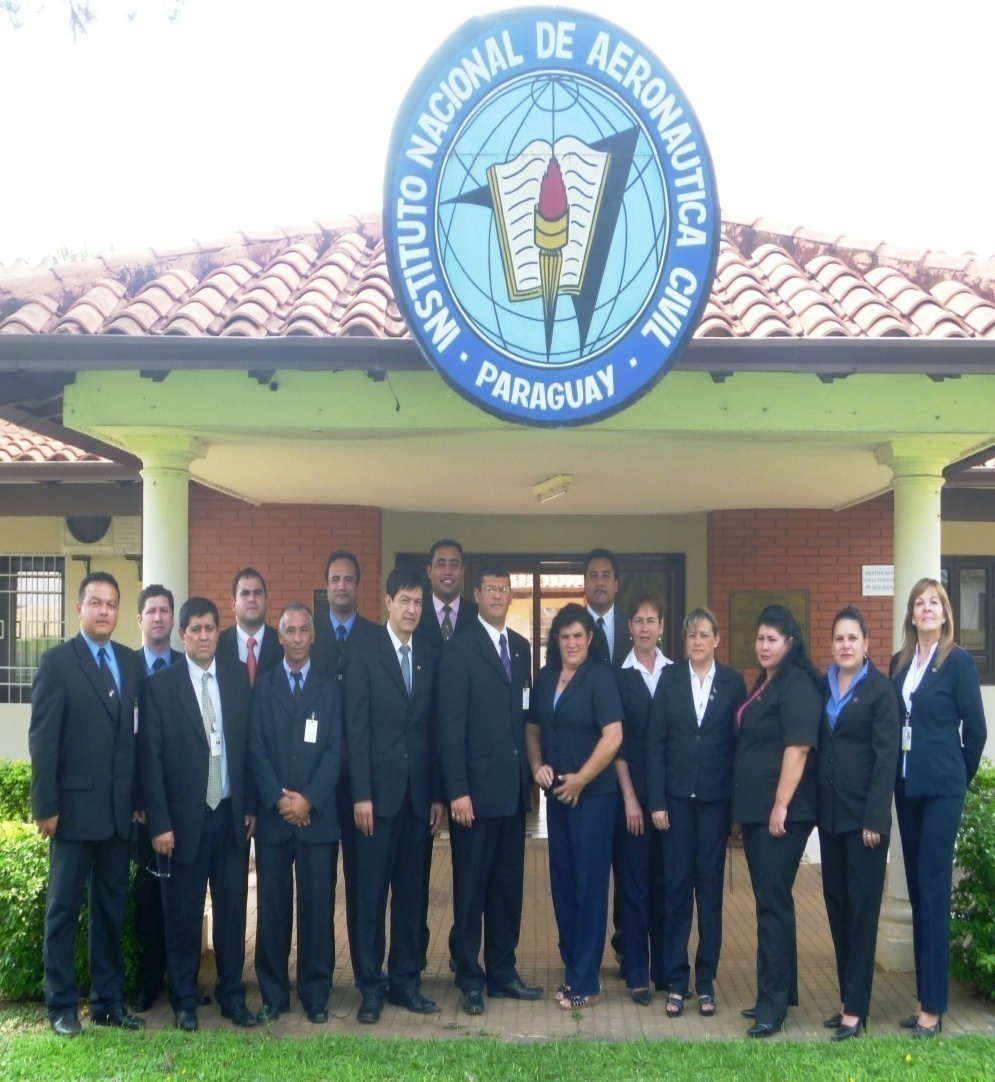 INSTITUTO NACIONAL DE AERONAUTICA CIVIL
· PARAGUAY ·